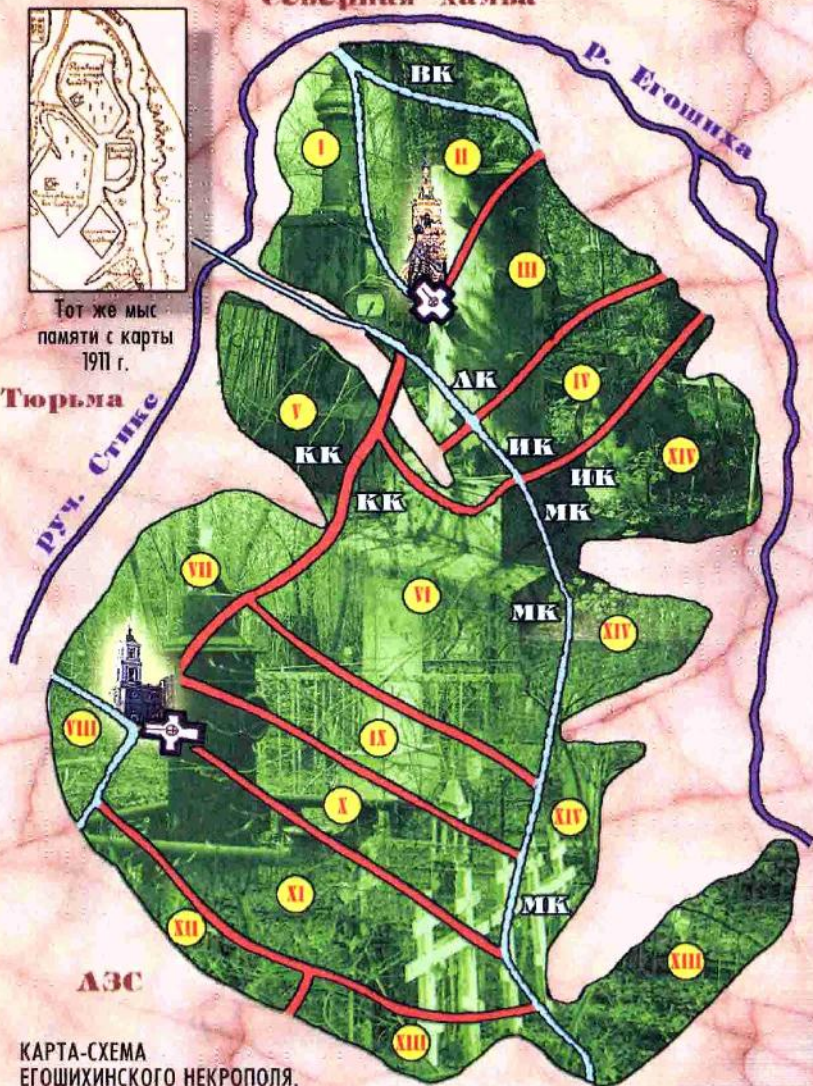 Северная дамба
р. Егошиха
ВК
I
II
III
Тот же мыс
памяти с карты
1911 г.
Тюрьма
руч. Стикс
V
ЛК
IV
КК
ИК
XIV
ИК
КК
МК
VII
VI
МК
XIV
VIII
IX
X
XIV
XI
МК
XII
XIII
АЗС
XIII
КАРТА-СХЕМА
ЕГОШИХИНСКОГО НЕКРОПОЛЯ.